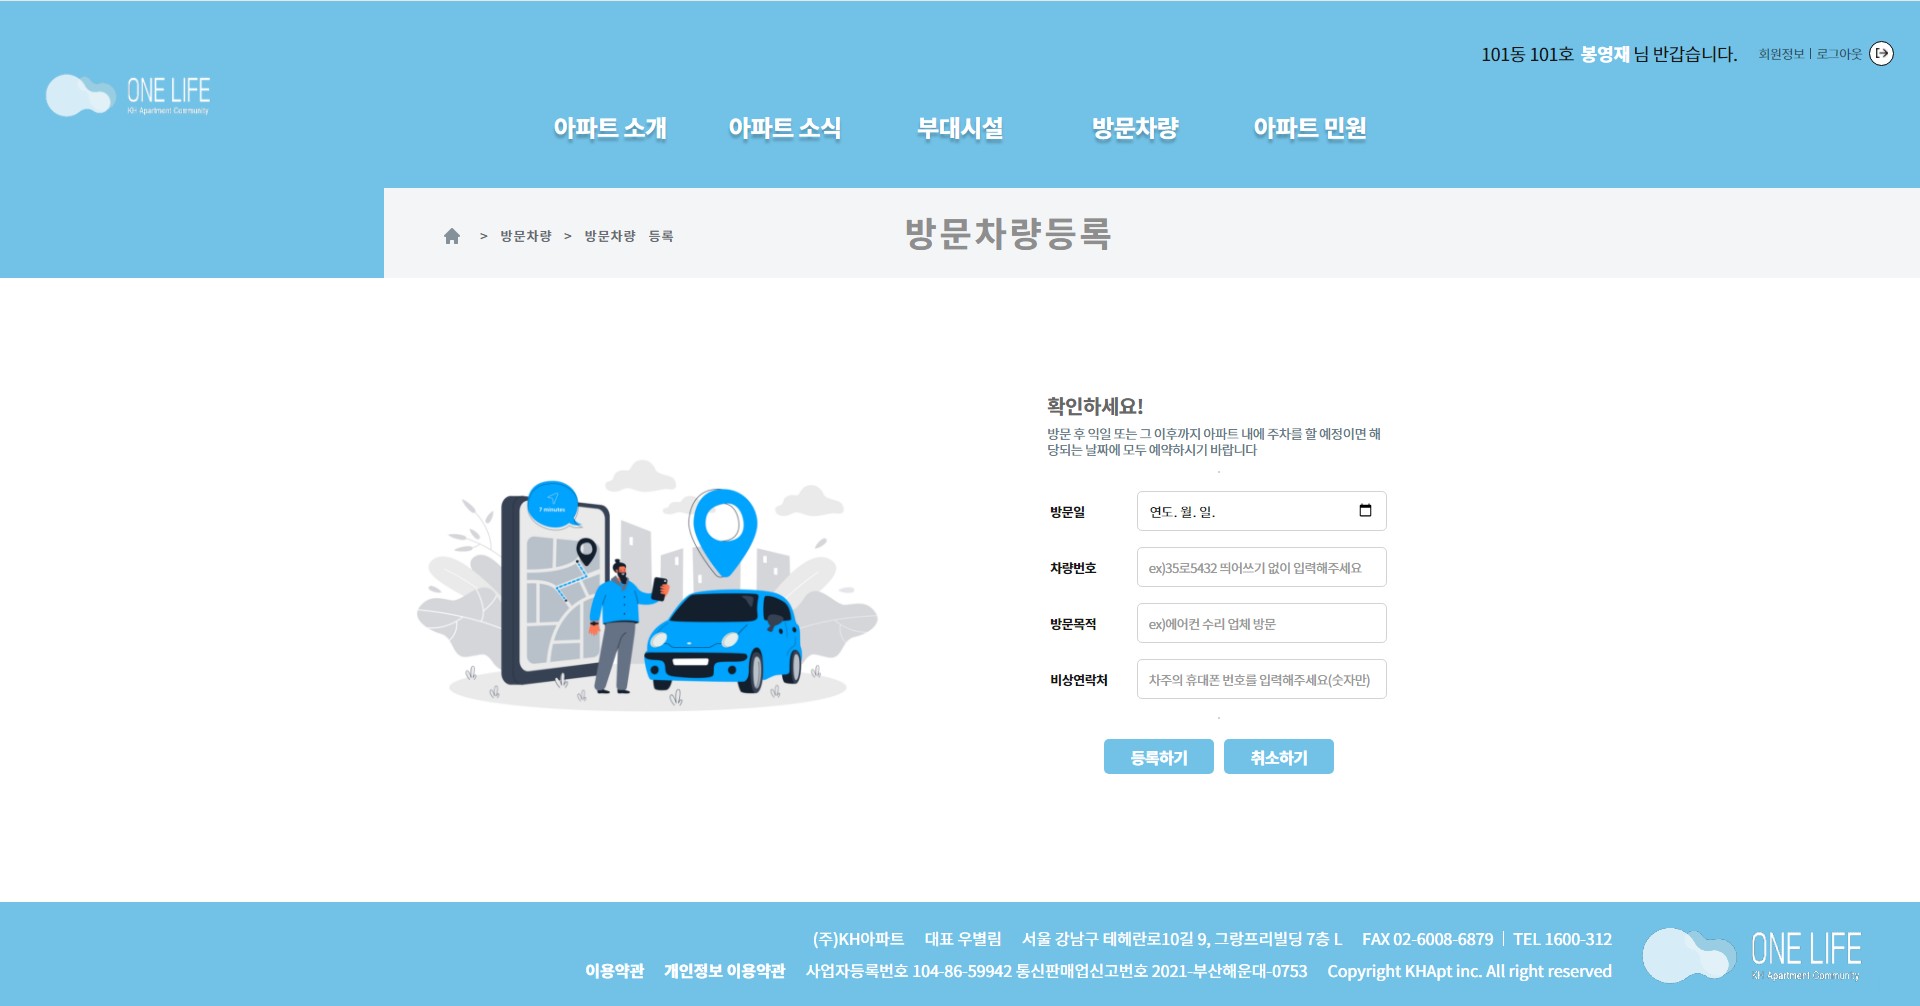 101동 101호 봉영재 님 반갑습니다. 회원정보 | 로그아웃
ONE LIFE
KH Apartment Community
아파트 소개 아파트 소식 부대시설 방문차량 아파트 민원
> 방문차량 > 방문차량 등록
방문차량등록
확인하세요!
방문 후 익일 또는 그 이후까지 아파트 내에 주차를 할 예정이면 해
당되는 날짜에 모두 예약하시기 바랍니다
7 minutes
방문일 연도. 월. 일.
차량번호 ex)35로5432 띄어쓰기 없이 입력해주세요
방문목적 ex)에어컨 수리 업체 방문
비상연락처 차주의 휴대폰 번호를 입력해주세요(숫자만)
등록하기 취소하기
(주)KH아파트 대표 우별림 서울 강남구 테헤란로10길 9, 그랑프리빌딩 7층 L FAX 02-6008-6879 | TEL 1600-312
이용약관 개인정보 이용약관 사업자등록번호 104-86-59942 통신판매업신고번호 2021-부산해운대-0753 Copyright KHApt inc. All right reserved
ONE LIFE
KH Apartment Community